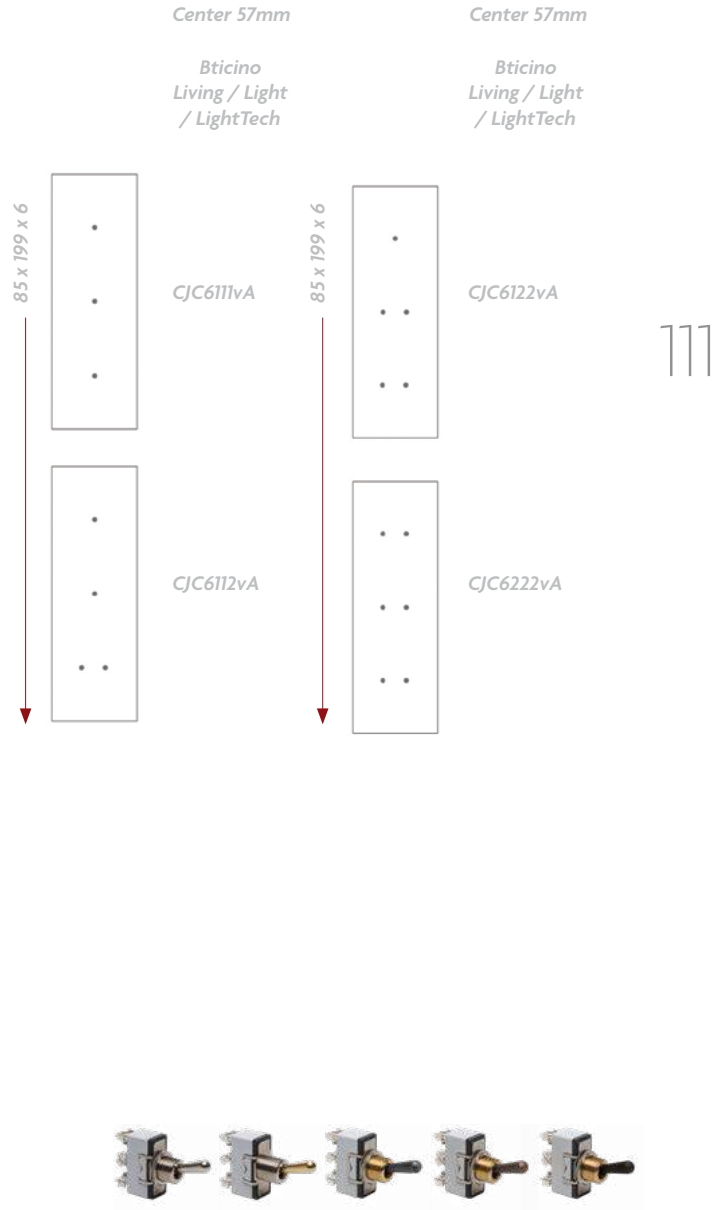 Center 57mm
Bticino
Living / Light
/ LightTech
Center 57mm
Bticino
Living / Light
/ LightTech
85 x 199 x 6
CJC6111vA
85 x 199 x 6
CJC6122vA
111
CJC6112vA
CJC6222vA